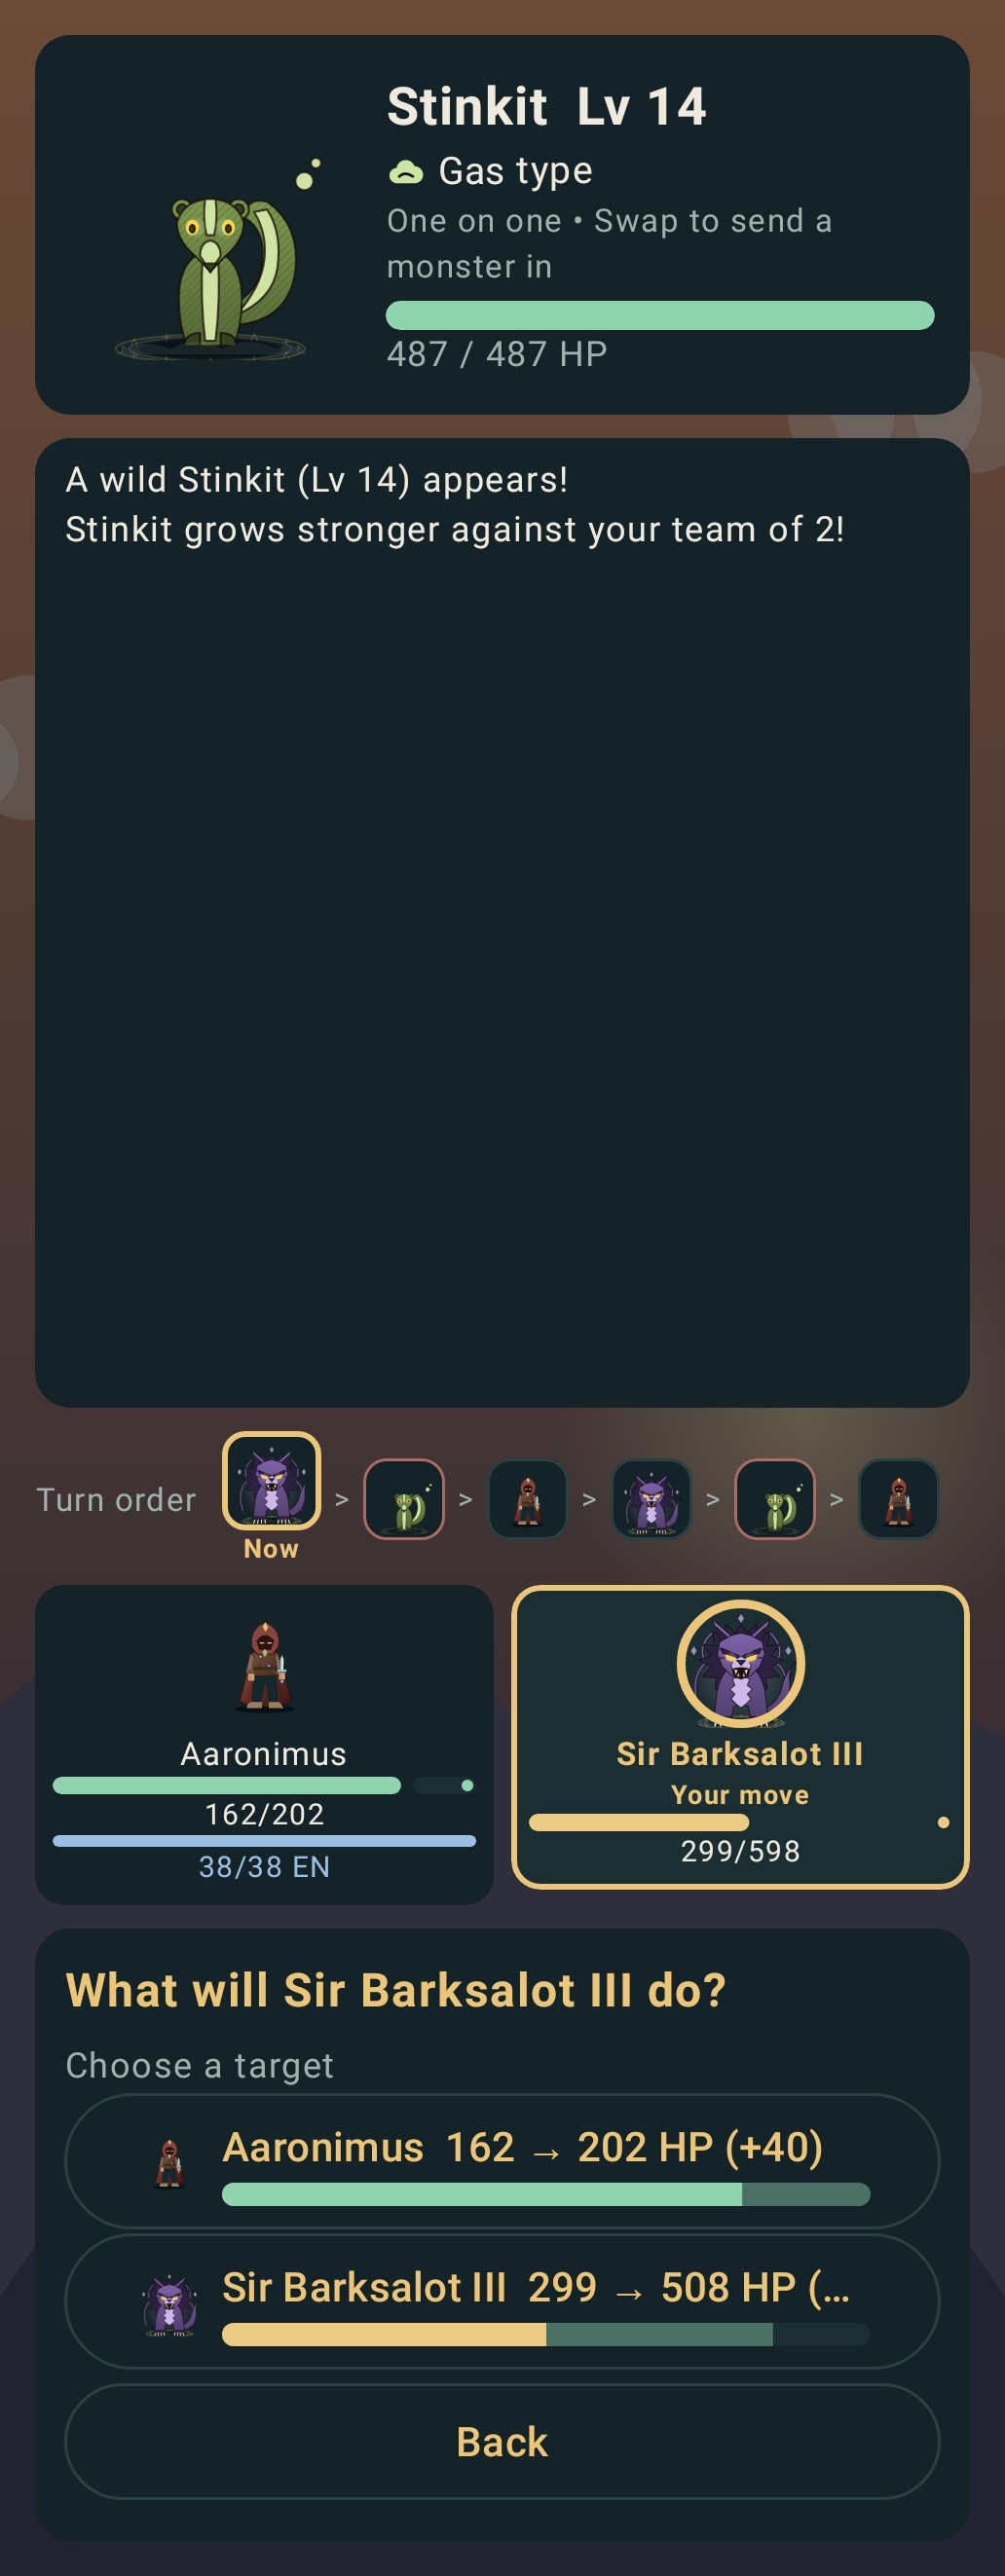 Stinkit Lv 14
Gas type
One on one • Swap to send a
monster in
487 / 487 HP
A wild Stinkit (Lv 14) appears!
Stinkit grows stronger against your team of 2!
Turn order
>
>
>
>
>
Now
Aaronimus
162/202
38/38 EN
Sir Barksalot III
Your move
299/598
What will Sir Barksalot III do?
Choose a target
Aaronimus 162 → 202 HP (+40)
Sir Barksalot III 299 → 508 HP (…
Back